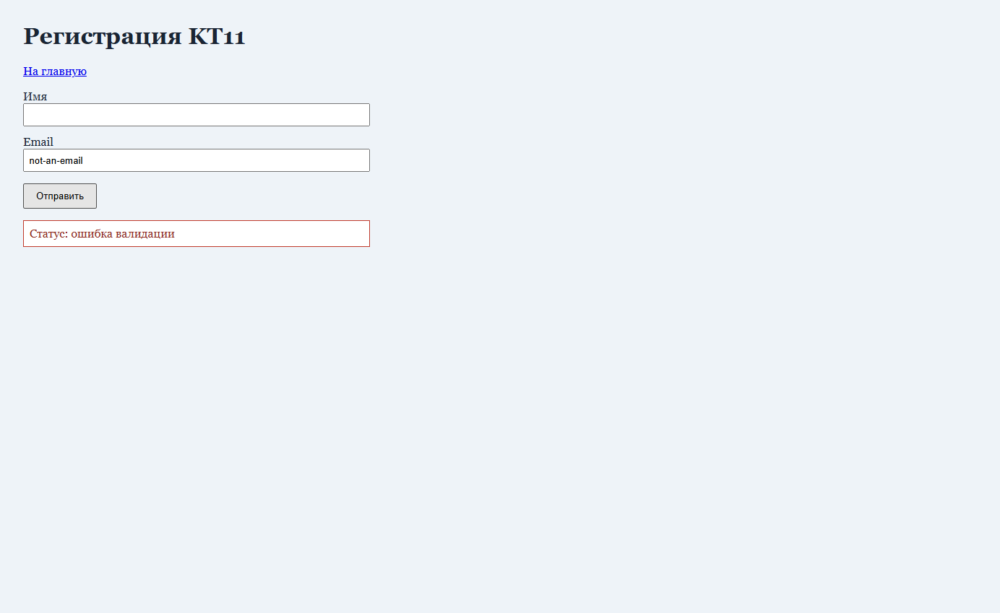 Регистрация КТ11
На главную
Имя
Email
not-an-email
Отправить
Статус: ошибка валидации